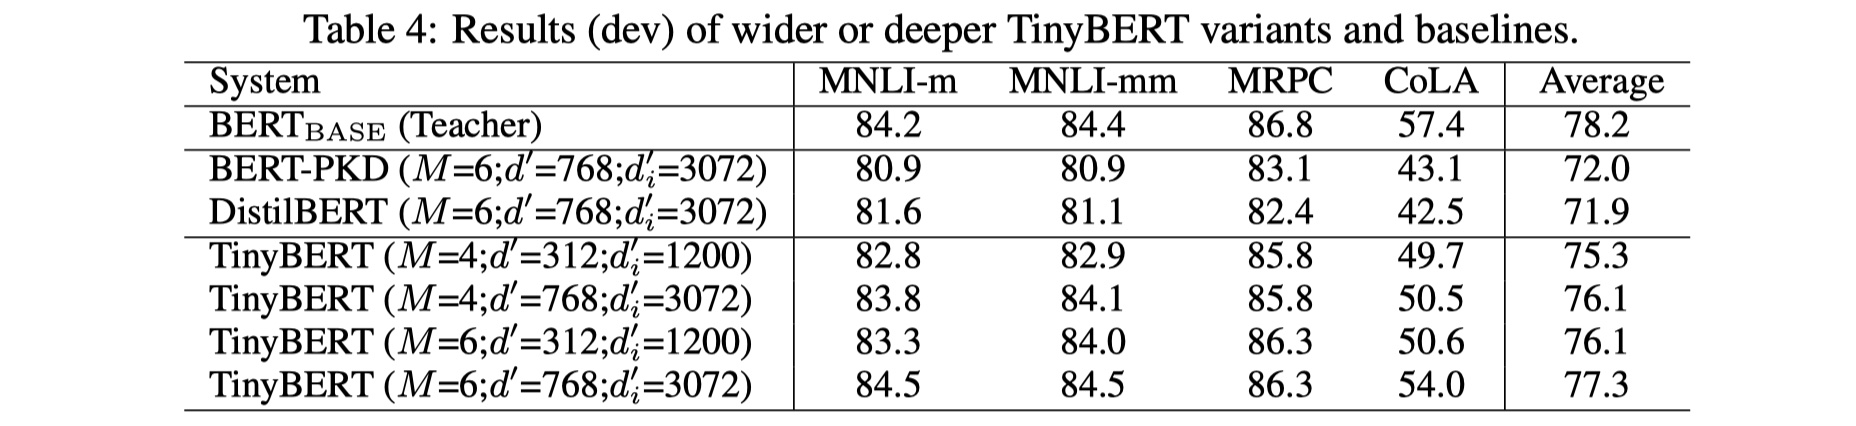 Table 4: Results (dev) of wider or deeper TinyBERT variants and baselines.
System MNLI-m MNLI-mm MRPC CoLA Average
BERT_BASE (Teacher) 84.2 84.4 86.8 57.4 78.2
BERT-PKD (M=6;d′=768;d′_i=3072) 80.9 80.9 83.1 43.1 72.0
DistilBERT (M=6;d′=768;d′_i=3072) 81.6 81.1 82.4 42.5 71.9
TinyBERT (M=4;d′=312;d′_i=1200) 82.8 82.9 85.8 49.7 75.3
TinyBERT (M=4;d′=768;d′_i=3072) 83.8 84.1 85.8 50.5 76.1
TinyBERT (M=6;d′=312;d′_i=1200) 83.3 84.0 86.3 50.6 76.1
TinyBERT (M=6;d′=768;d′_i=3072) 84.5 84.5 86.3 54.0 77.3